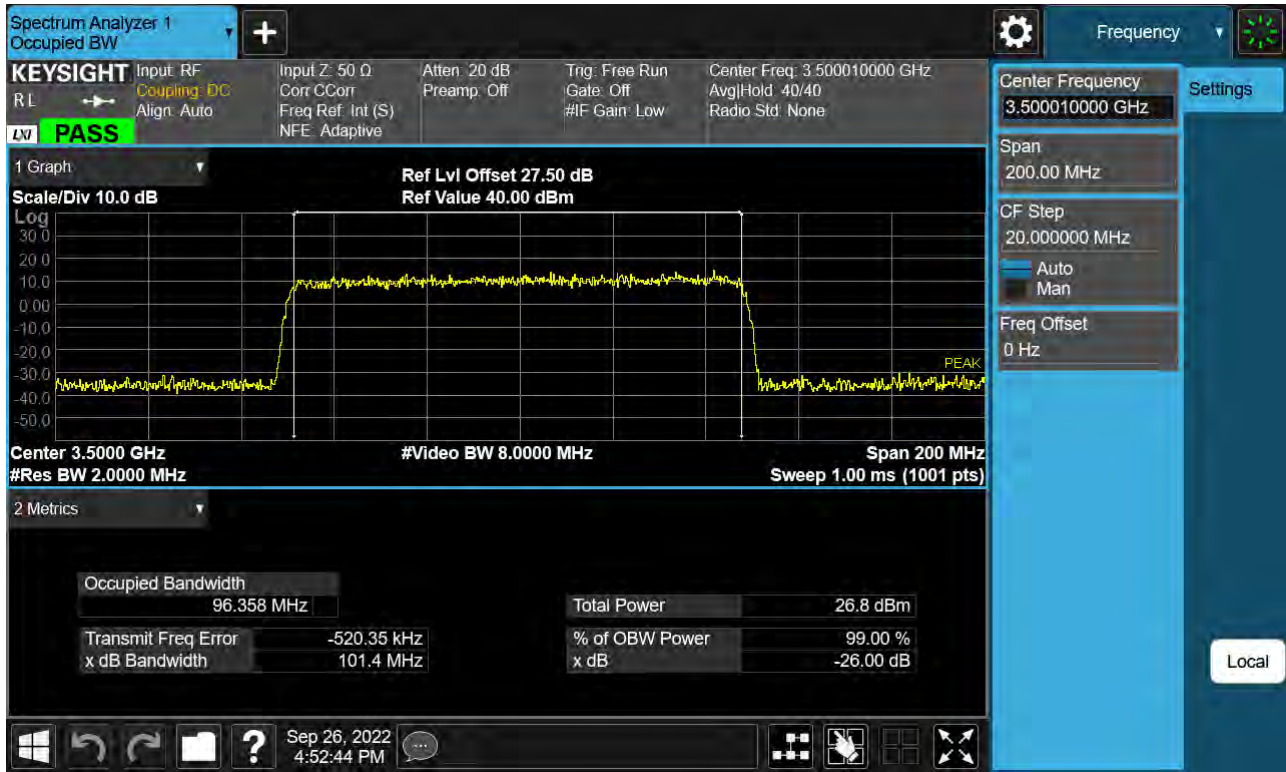 Spectrum Analyzer 1
Occupied BW
Frequency
KEYSIGHT
RL
LXI
PASS
Input: RF
Coupling: DC
Align: Auto
Input Z: 50 Ω
Corr CCorr
Freq Ref: Int (S)
NFE: Adaptive
Atten: 20 dB
Preamp: Off
Trig: Free Run
Gate: Off
#IF Gain: Low
Center Freq: 3.500010000 GHz
Avg|Hold: 40/40
Radio Std: None
Center Frequency
3.500010000 GHz
Settings
Span
200.00 MHz
CF Step
20.000000 MHz
Auto
Man
Freq Offset
0 Hz
Local
1 Graph
Scale/Div 10.0 dB
Ref Lvl Offset 27.50 dB
Ref Value 40.00 dBm
Log
30.0
20.0
10.0
0.00
-10.0
-20.0
-30.0
-40.0
-50.0
PEAK
Center 3.5000 GHz
#Video BW 8.0000 MHz
Span 200 MHz
#Res BW 2.0000 MHz
Sweep 1.00 ms (1001 pts)
2 Metrics
Occupied Bandwidth
96.358 MHz
Total Power 26.8 dBm
Transmit Freq Error -520.35 kHz
% of OBW Power 99.00 %
x dB Bandwidth 101.4 MHz
x dB -26.00 dB
Sep 26, 2022
4:52:44 PM